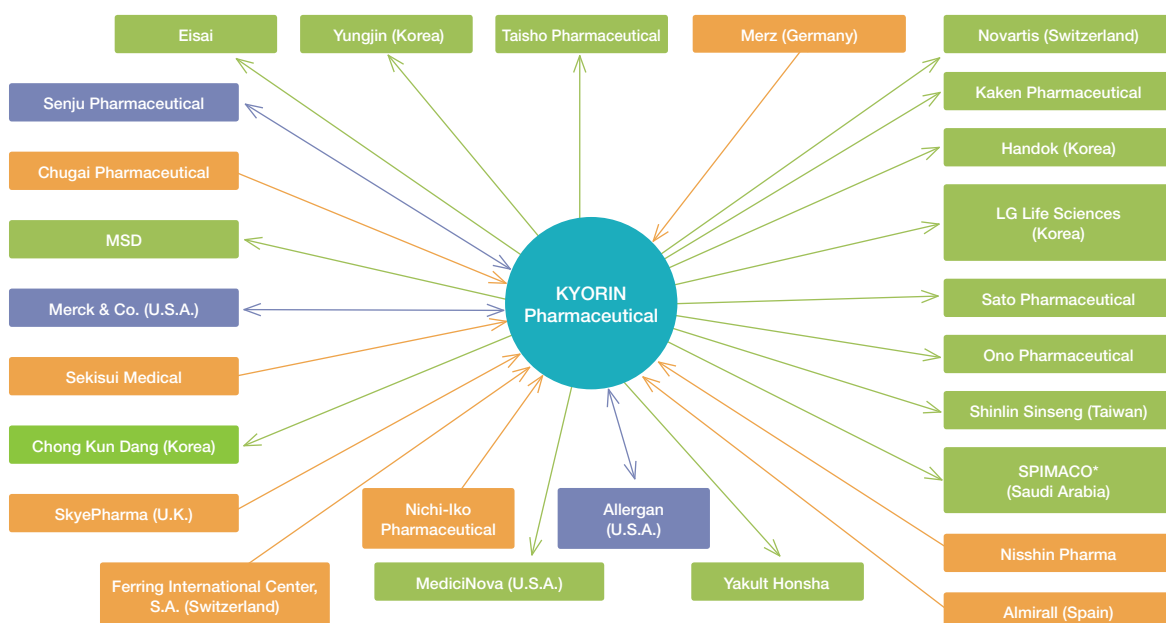 Eisai
Yungjin (Korea)
Taisho Pharmaceutical
Merz (Germany)
Novartis (Switzerland)
Senju Pharmaceutical
Kaken Pharmaceutical
Chugai Pharmaceutical
Handok (Korea)
MSD
LG Life Sciences
(Korea)
KYORIN
Pharmaceutical
Merck & Co. (U.S.A.)
Sato Pharmaceutical
Sekisui Medical
Ono Pharmaceutical
Chong Kun Dang (Korea)
Shinlin Sinseng (Taiwan)
SkyePharma (U.K.)
Nichi-Iko
Pharmaceutical
Allergan
(U.S.A.)
SPIMACO*
(Saudi Arabia)
Nisshin Pharma
Ferring International Center,
S.A. (Switzerland)
MediciNova (U.S.A.)
Yakult Honsha
Almirall (Spain)